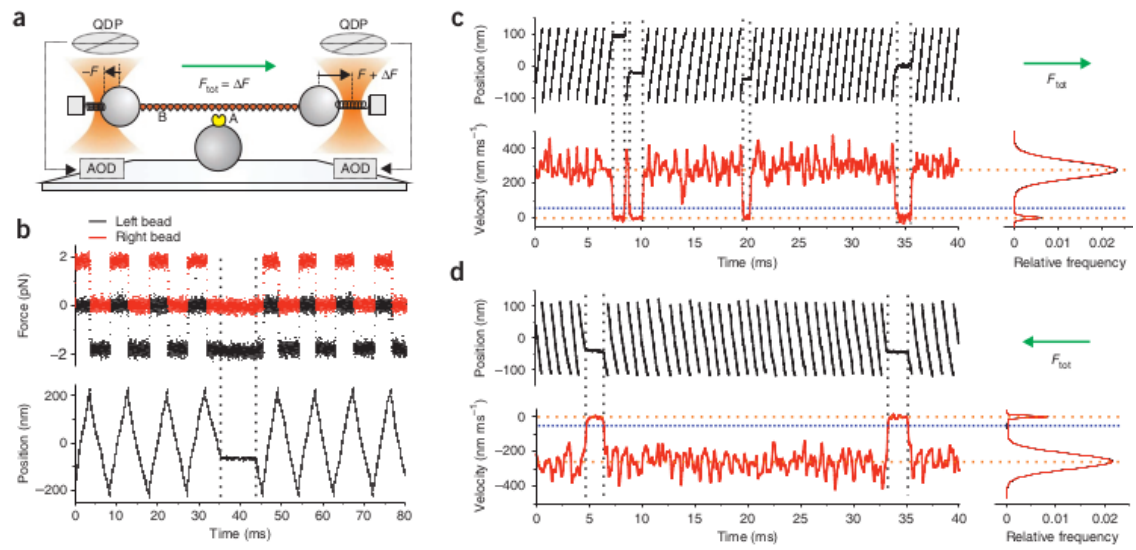 a
QDP
QDP
–F
F_tot = ΔF
F + ΔF
B
A
AOD
AOD
b
Left bead
Right bead
Force (pN)
2
0
–2
Position (nm)
200
0
–200
0 10 20 30 40 50 60 70 80
Time (ms)
c
Position (nm)
100
0
–100
F_tot
Velocity (nm ms⁻¹)
400
200
0
0 5 10 15 20 25 30 35 40
Time (ms)
0 0.01 0.02
Relative frequency
d
Position (nm)
100
0
–100
F_tot
Velocity (nm ms⁻¹)
0
–200
–400
0 5 10 15 20 25 30 35 40
Time (ms)
0 0.01 0.02
Relative frequency